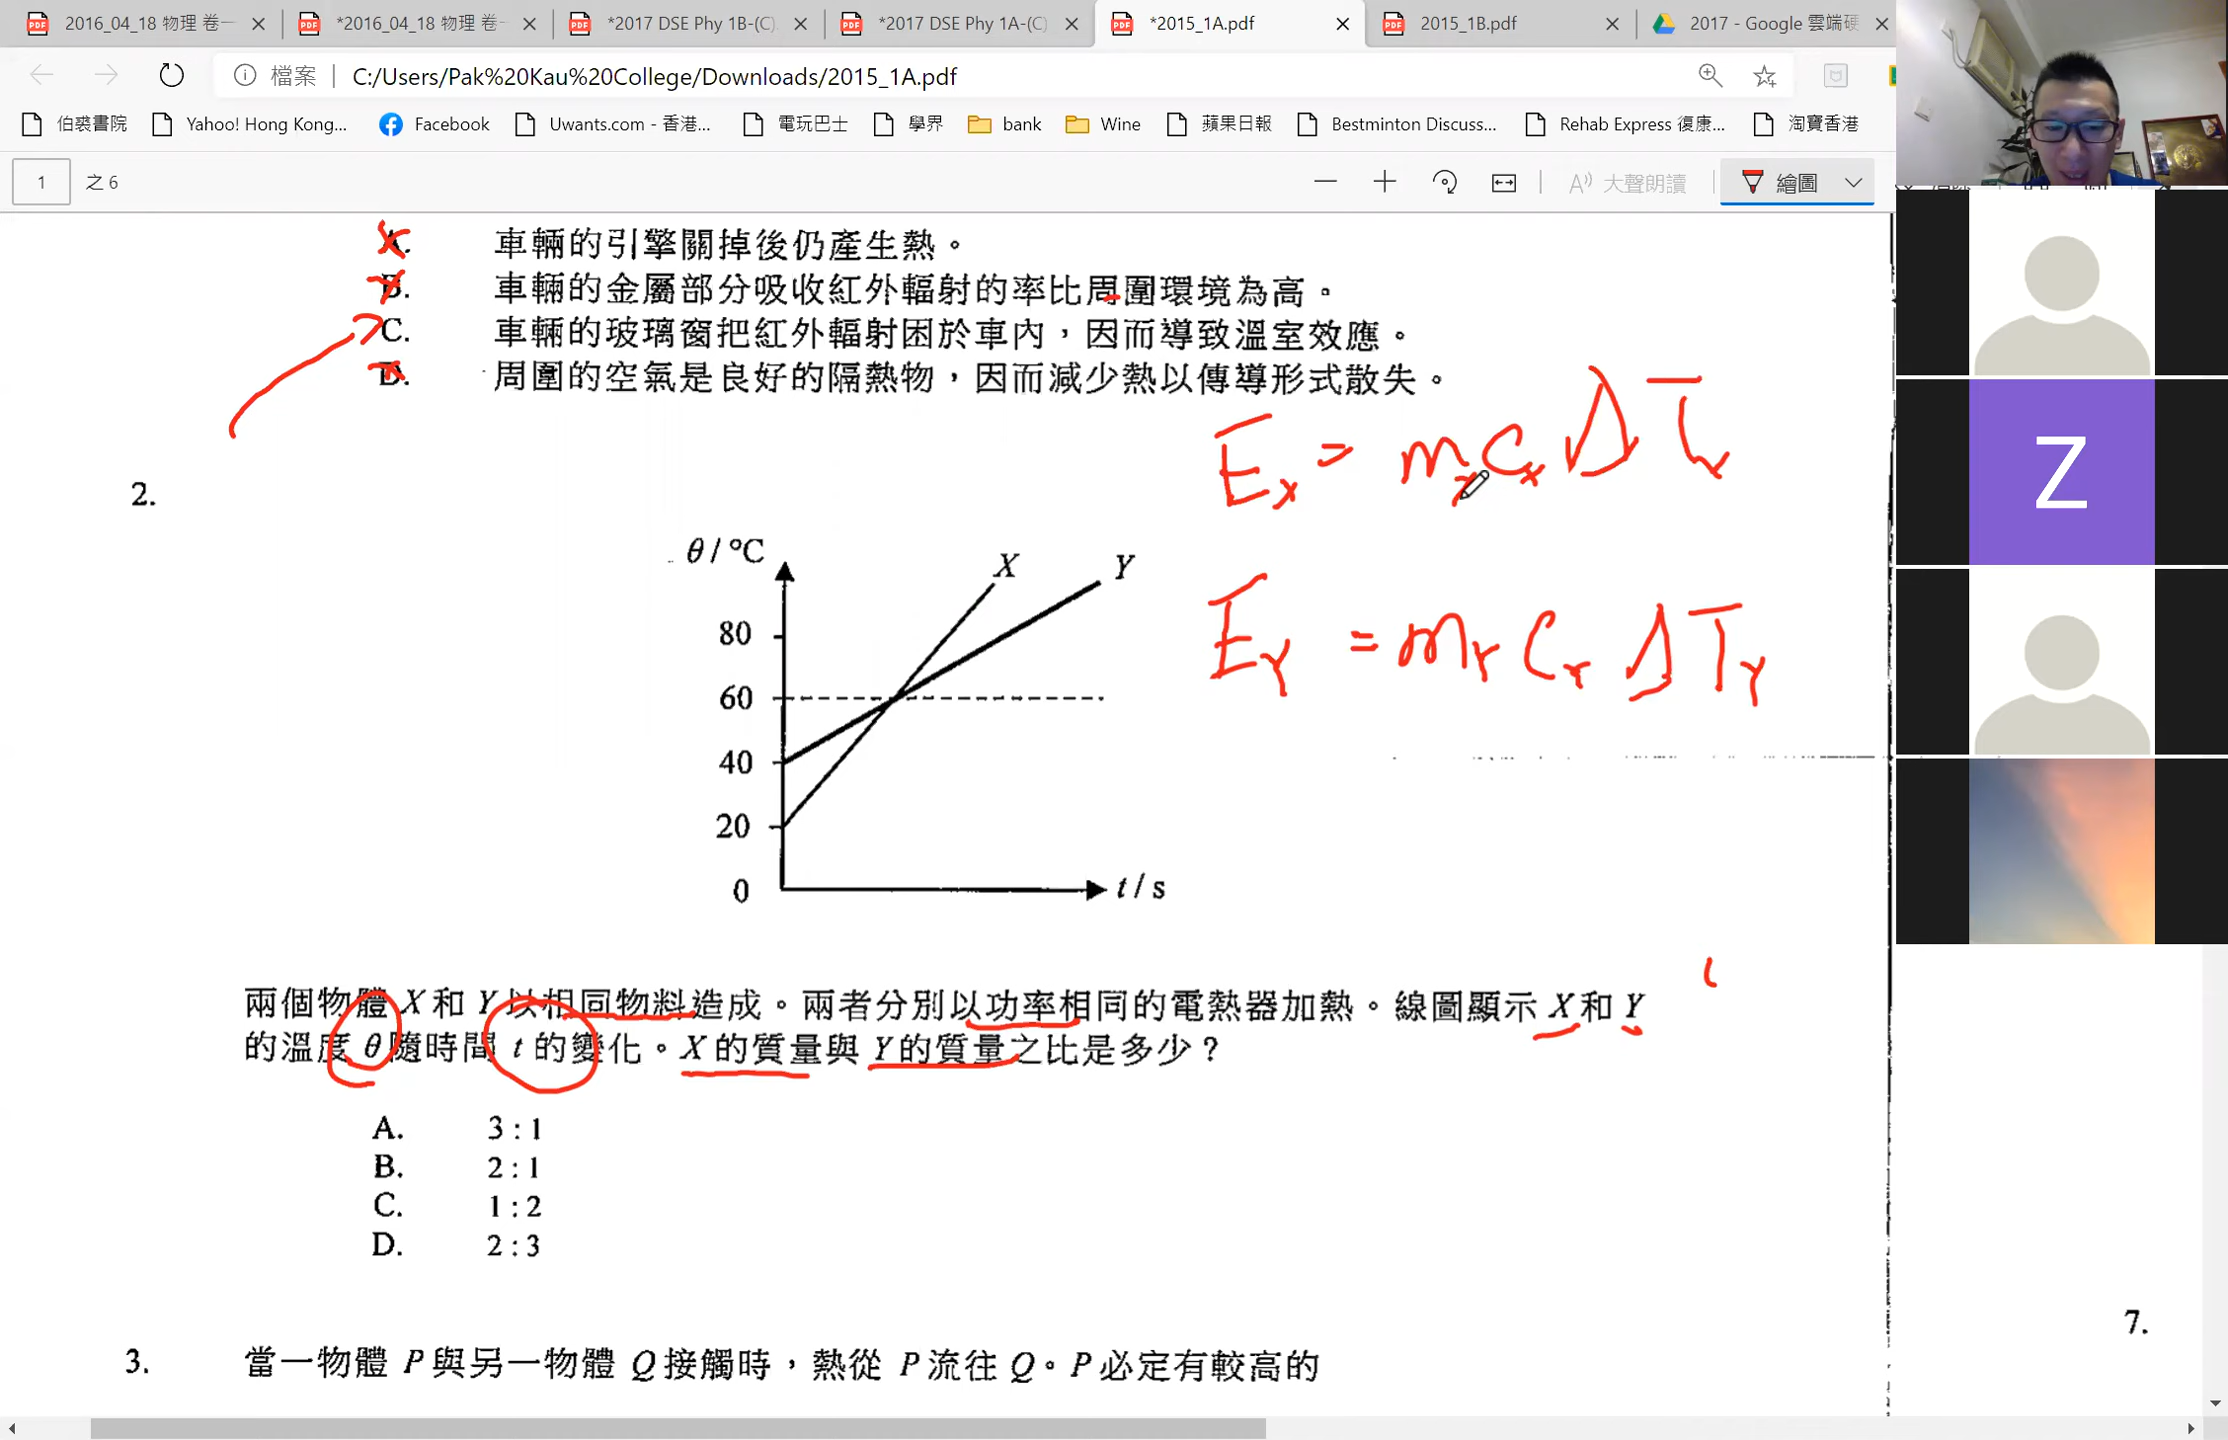 2016_04_18 物理 卷一
*2016_04_18 物理 卷一
*2017 DSE Phy 1B-(C)
*2017 DSE Phy 1A-(C)
*2015_1A.pdf
2015_1B.pdf
2017 - Google 雲端硬
檔案 C:/Users/Pak%20Kau%20College/Downloads/2015_1A.pdf
伯裘書院 Yahoo! Hong Kong... Facebook Uwants.com - 香港... 電玩巴士 學界 bank Wine 蘋果日報 Bestminton Discuss... Rehab Express 復康... 淘寶香港
1 之 6 大聲朗讀 繪圖
A. 車輛的引擎關掉後仍產生熱。
B. 車輛的金屬部分吸收紅外輻射的率比周圍環境為高。
C. 車輛的玻璃窗把紅外輻射困於車內，因而導致溫室效應。
D. 周圍的空氣是良好的隔熱物，因而減少熱以傳導形式散失。
Ex = mxCxΔTx
2.
θ / °C
X
Y
EY = mYCYΔTY
80
60
40
20
0
t / s
兩個物體 X 和 Y 以相同物料造成。兩者分別以功率相同的電熱器加熱。線圖顯示 X 和 Y
的溫度 θ 隨時間 t 的變化。X 的質量與 Y 的質量之比是多少？
A. 3 : 1
B. 2 : 1
C. 1 : 2
D. 2 : 3
3. 當一物體 P 與另一物體 Q 接觸時，熱從 P 流往 Q。P 必定有較高的
7.
Z